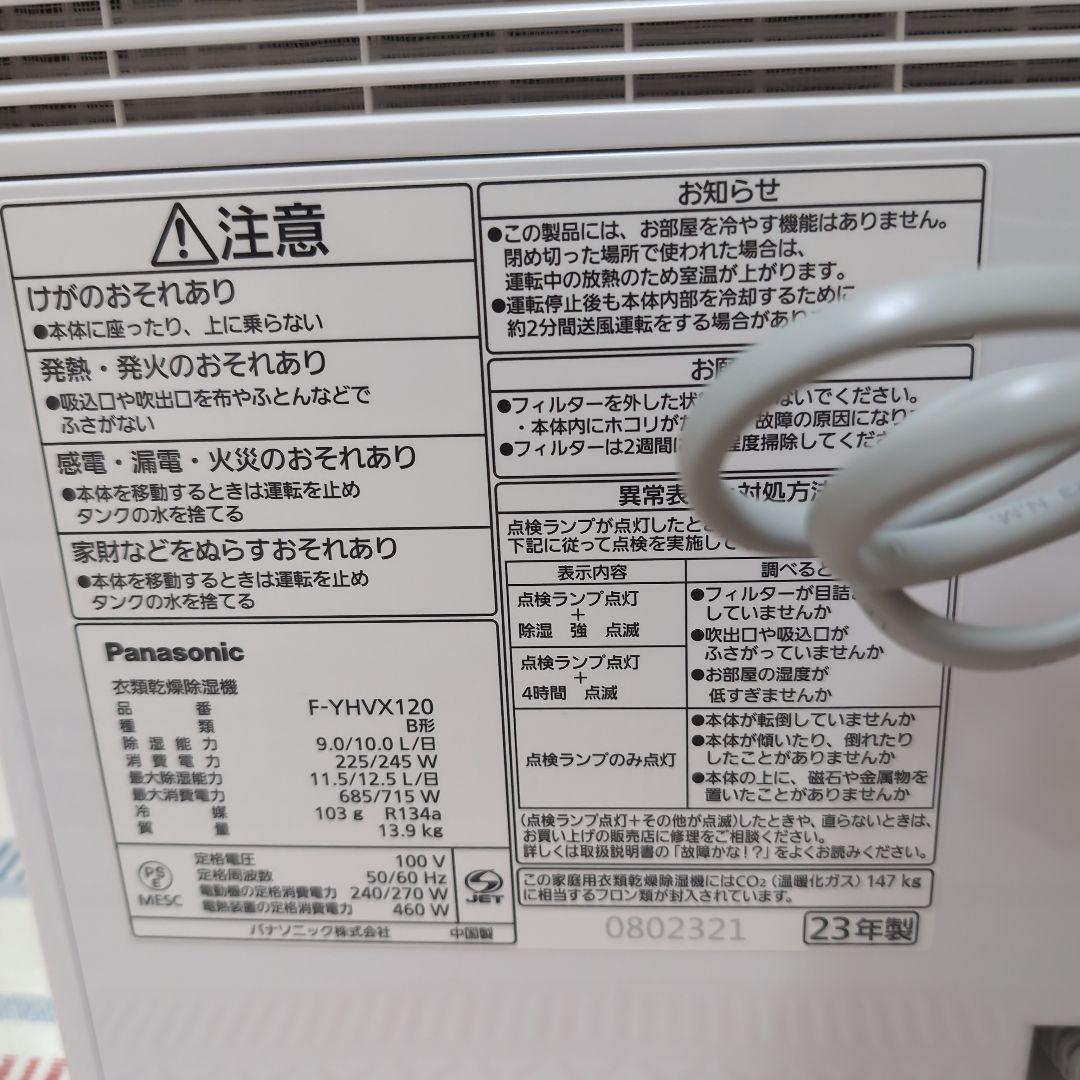 注意
けがのおそれあり
●本体に座ったり、上に乗らない
発熱・発火のおそれあり
●吸込口や吹出口を布やふとんなどで
ふさがない
感電・漏電・火災のおそれあり
●本体を移動するときは運転を止め
タンクの水を捨てる
家財などをぬらすおそれあり
●本体を移動するときは運転を止め
タンクの水を捨てる
Panasonic
衣類乾燥除湿機
品番 F-YHVX120
種類 B形
除湿能力 9.0/10.0 L/日
消費電力 225/245 W
最大除湿能力 11.5/12.5 L/日
最大消費電力 685/715 W
冷媒 103 g R134a
質量 13.9 kg
PS
E
MESC
定格電圧 100 V
定格周波数 50/60 Hz
電動機の定格消費電力 240/270 W
電熱装置の定格消費電力 460 W
JET
パナソニック株式会社 中国製
お知らせ
●この製品には、お部屋を冷やす機能はありません。
閉め切った場所で使われた場合は、
運転中の放熱のため室温が上がります。
●運転停止後も本体内部を冷却するために
約2分間送風運転をする場合があり
お
●フィルターを外した状 ないでください。
・本体内にホコリが 故障の原因になり
●フィルターは2週間に 程度掃除してくだ
異常表 対処方法
点検ランプが点灯したとき
下記に従って点検を実施して
表示内容 調べると
点検ランプ点灯
+
除湿 強 点滅
●フィルターが目詰
していませんか
●吹出口や吸込口が
ふさがっていませんか
点検ランプ点灯
+
4時間 点滅
●お部屋の湿度が
低すぎませんか
点検ランプのみ点灯
●本体が転倒していませんか
●本体が傾いたり、倒れたり
したことがありませんか
●本体の上に、磁石や金属物を
置いたことがありませんか
(点検ランプ点灯+その他が点滅)したときや、直らないときは、
お買い上げの販売店に修理をご相談ください。
詳しくは取扱説明書の「故障かな!?」をよくお読みください。
この家庭用衣類乾燥除湿機にはCO₂(温暖化ガス)147 kg
に相当するフロン類が封入されています。
0802321
23年製